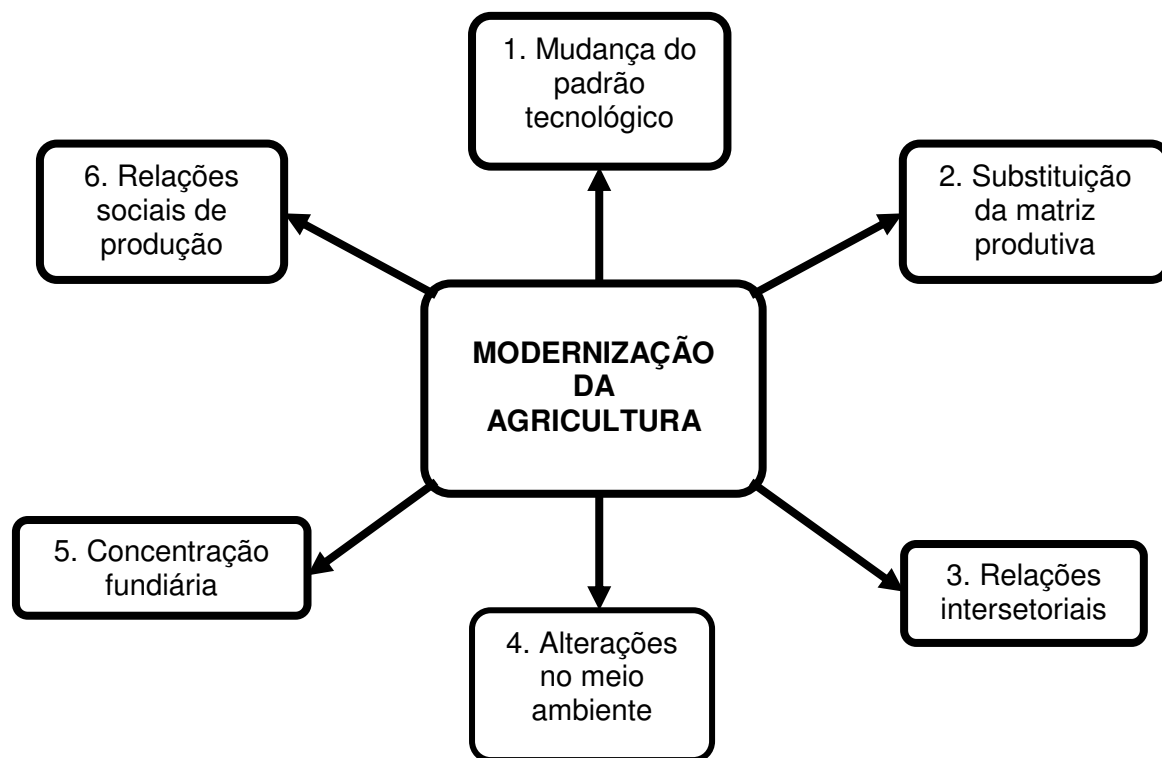 1. Mudança do
padrão
tecnológico
6. Relações
sociais de
produção
2. Substituição
da matriz
produtiva
MODERNIZAÇÃO
DA
AGRICULTURA
5. Concentração
fundiária
3. Relações
intersetoriais
4. Alterações
no meio
ambiente